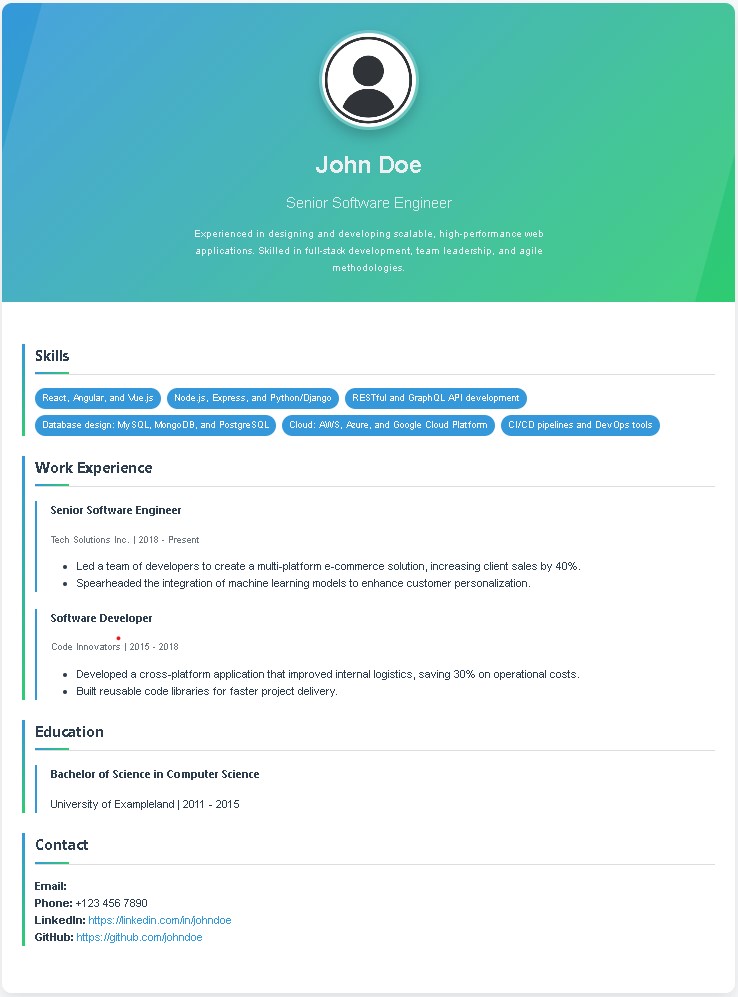 John Doe
Senior Software Engineer
Experienced in designing and developing scalable, high-performance web
applications. Skilled in full-stack development, team leadership, and agile
methodologies.
Skills
React, Angular, and Vue.js
Node.js, Express, and Python/Django
RESTful and GraphQL API development
Database design: MySQL, MongoDB, and PostgreSQL
Cloud: AWS, Azure, and Google Cloud Platform
CI/CD pipelines and DevOps tools
Work Experience
Senior Software Engineer
Tech Solutions Inc. | 2018 - Present
Led a team of developers to create a multi-platform e-commerce solution, increasing client sales by 40%.
Spearheaded the integration of machine learning models to enhance customer personalization.
Software Developer
Code Innovators | 2015 - 2018
Developed a cross-platform application that improved internal logistics, saving 30% on operational costs.
Built reusable code libraries for faster project delivery.
Education
Bachelor of Science in Computer Science
University of Exampleland | 2011 - 2015
Contact
Email:
Phone: +123 456 7890
LinkedIn: https://linkedin.com/in/johndoe
GitHub: https://github.com/johndoe